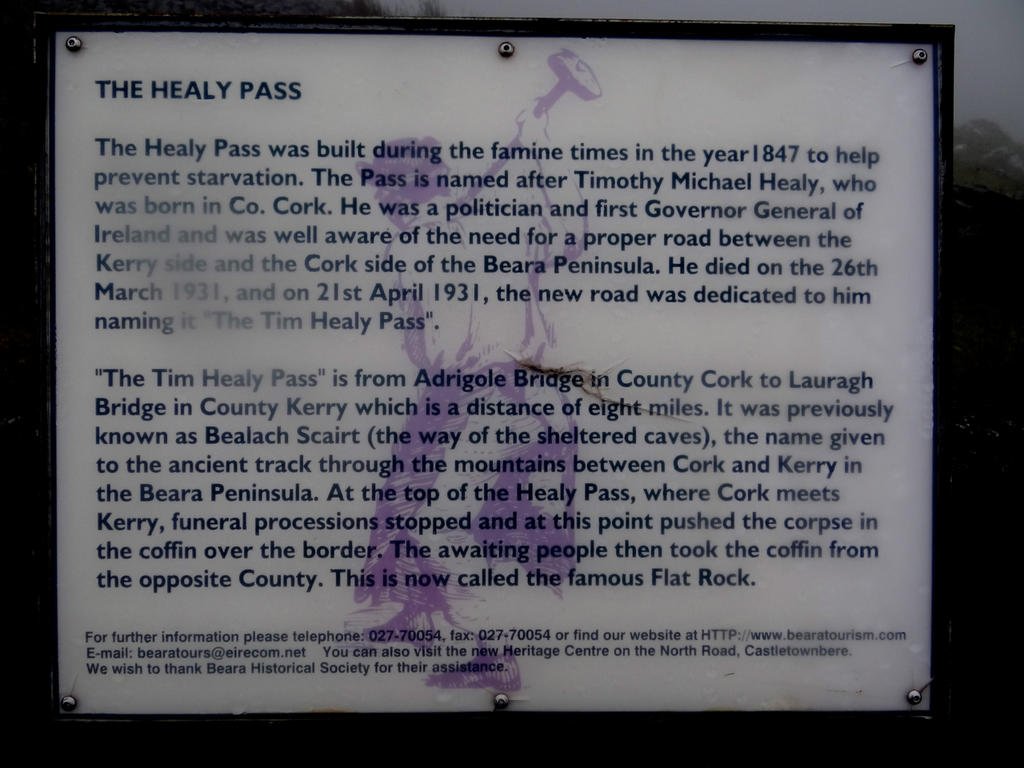 THE HEALY PASS
The Healy Pass was built during the famine times in the year1847 to help
prevent starvation. The Pass is named after Timothy Michael Healy, who
was born in Co. Cork. He was a politician and first Governor General of
Ireland and was well aware of the need for a proper road between the
Kerry side and the Cork side of the Beara Peninsula. He died on the 26th
March 1931, and on 21st April 1931, the new road was dedicated to him
naming it "The Tim Healy Pass".
"The Tim Healy Pass" is from Adrigole Bridge in County Cork to Lauragh
Bridge in County Kerry which is a distance of eight miles. It was previously
known as Bealach Scairt (the way of the sheltered caves), the name given
to the ancient track through the mountains between Cork and Kerry in
the Beara Peninsula. At the top of the Healy Pass, where Cork meets
Kerry, funeral processions stopped and at this point pushed the corpse in
the coffin over the border. The awaiting people then took the coffin from
the opposite County. This is now called the famous Flat Rock.
For further information please telephone: 027-70054, fax: 027-70054 or find our website at HTTP://www.bearatourism.com
E-mail: bearatours@eirecom.net You can also visit the new Heritage Centre on the North Road, Castletownbere.
We wish to thank Beara Historical Society for their assistance.